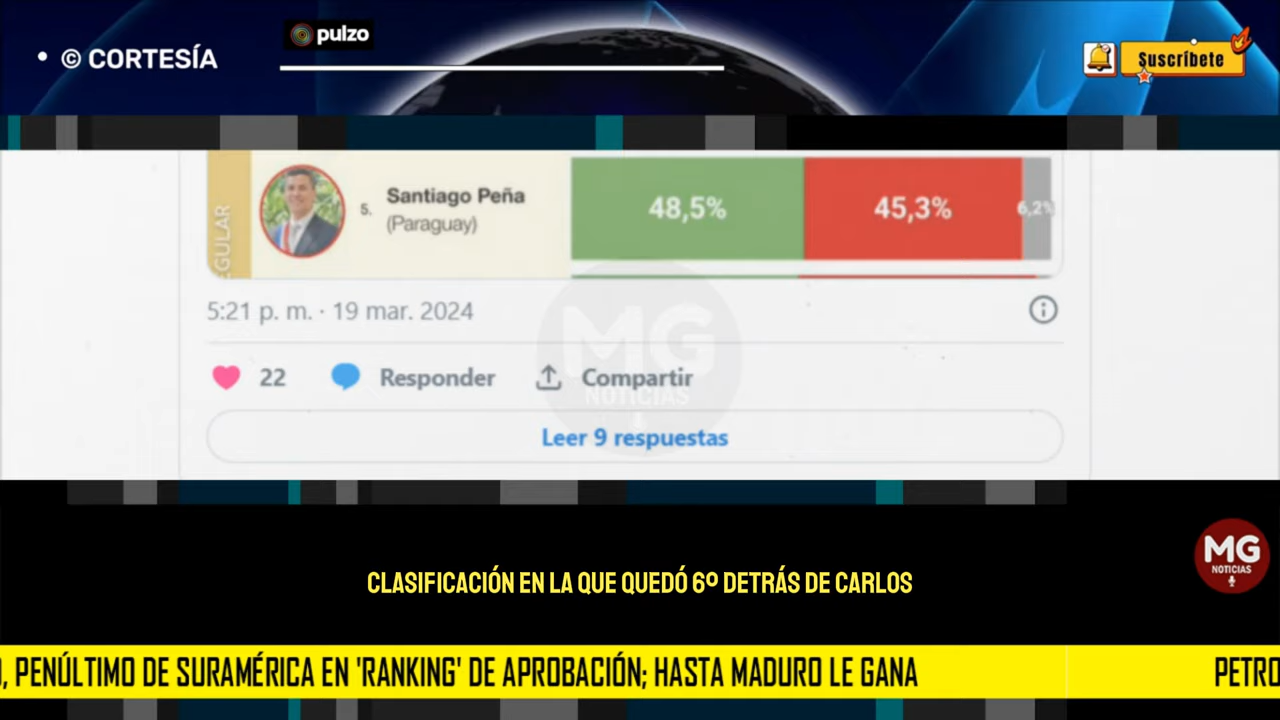 • © CORTESÍA
pulzo
Suscríbete
GULAR
5.
Santiago Peña
(Paraguay)
48,5%
45,3%
6,2%
5:21 p. m. · 19 mar. 2024
22
Responder
Compartir
Leer 9 respuestas
MG
NOTICIAS
CLASIFICACIÓN EN LA QUE QUEDÓ 6º DETRÁS DE CARLOS
MG
NOTICIAS
, PENÚLTIMO DE SURAMÉRICA EN 'RANKING' DE APROBACIÓN; HASTA MADURO LE GANA
PETRO